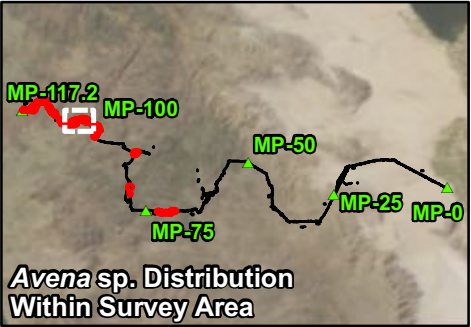 MP-117.2
MP-100
MP-50
MP-25
MP-0
MP-75
Avena sp. Distribution
Within Survey Area